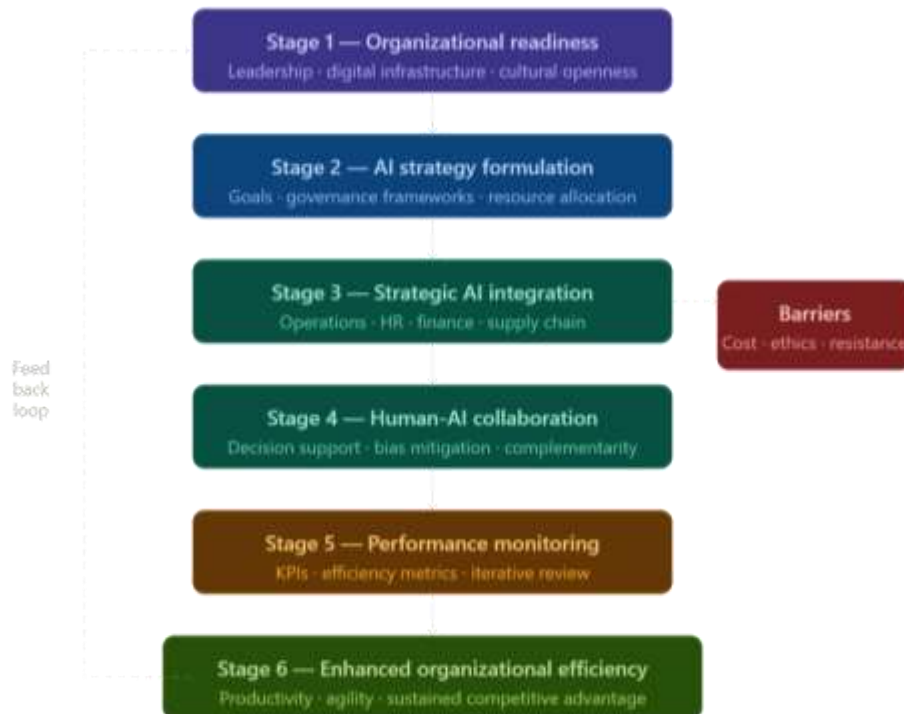 Stage 1 — Organizational readiness
Leadership · digital infrastructure · cultural openness
Stage 2 — AI strategy formulation
Goals · governance frameworks · resource allocation
Stage 3 — Strategic AI integration
Operations · HR · finance · supply chain
Barriers
Cost · ethics · resistance
Feed
back
loop
Stage 4 — Human-AI collaboration
Decision support · bias mitigation · complementarity
Stage 5 — Performance monitoring
KPIs · efficiency metrics · iterative review
Stage 6 — Enhanced organizational efficiency
Productivity · agility · sustained competitive advantage